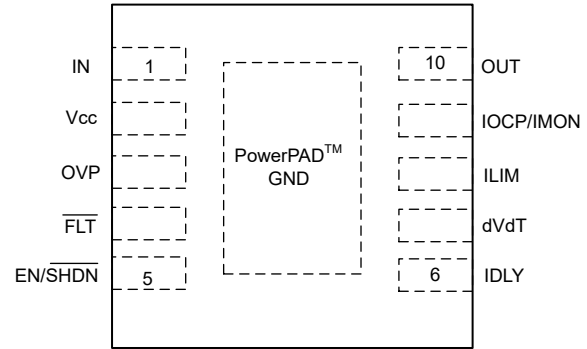 IN 1 10 OUT
Vcc IOCP/IMON
OVP PowerPAD™ ILIM
GND
FLT dVdT
EN/SHDN 5 6 IDLY